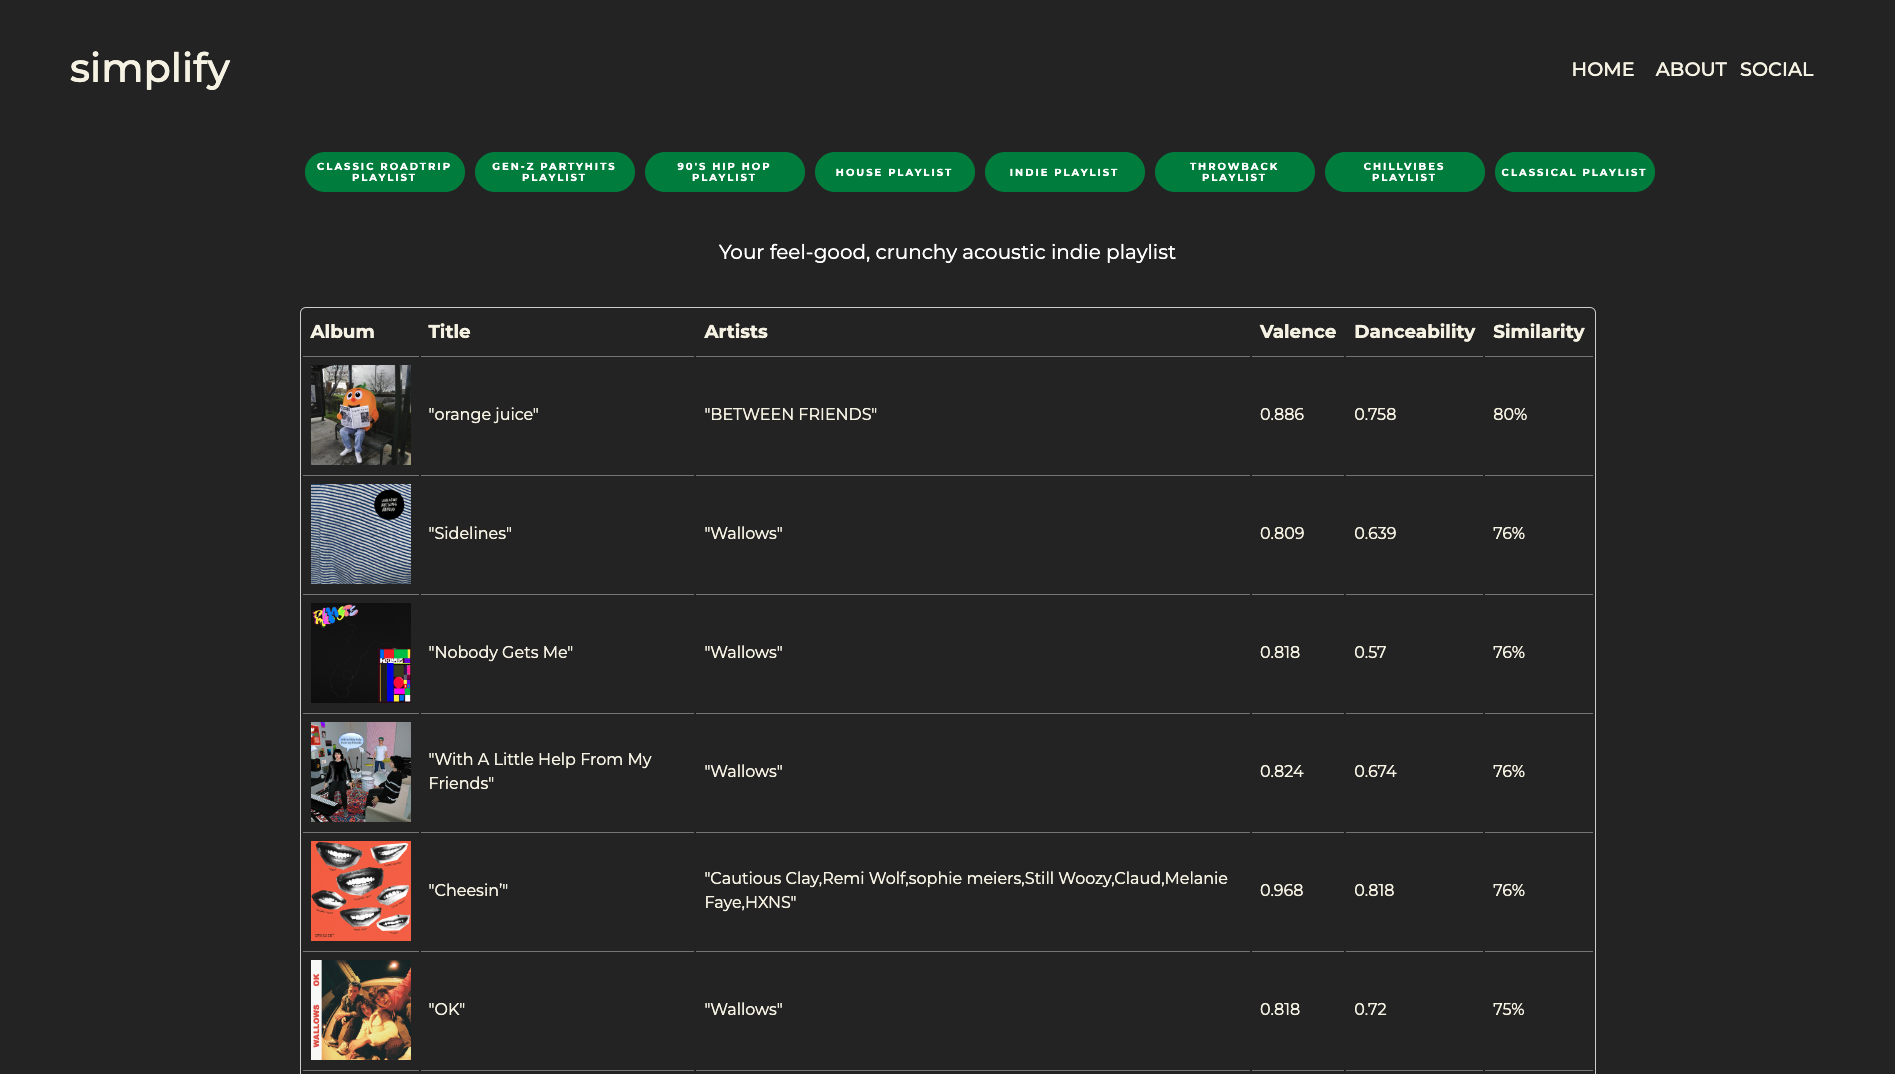 simplify
HOME ABOUT SOCIAL
CLASSIC ROADTRIP
PLAYLIST
GEN-Z PARTYHITS
PLAYLIST
90'S HIP HOP
PLAYLIST
HOUSE PLAYLIST
INDIE PLAYLIST
THROWBACK
PLAYLIST
CHILLVIBES
PLAYLIST
CLASSICAL PLAYLIST
Your feel-good, crunchy acoustic indie playlist
Album Title Artists Valence Danceability Similarity
"orange juice" "BETWEEN FRIENDS" 0.886 0.758 80%
"Sidelines" "Wallows" 0.809 0.639 76%
"Nobody Gets Me" "Wallows" 0.818 0.57 76%
"With A Little Help From My
Friends"
"Wallows" 0.824 0.674 76%
"Cheesin’"
"Cautious Clay,Remi Wolf,sophie meiers,Still Woozy,Claud,Melanie
Faye,HXNS"
0.968 0.818 76%
WALLOWS OK
"OK" "Wallows" 0.818 0.72 75%